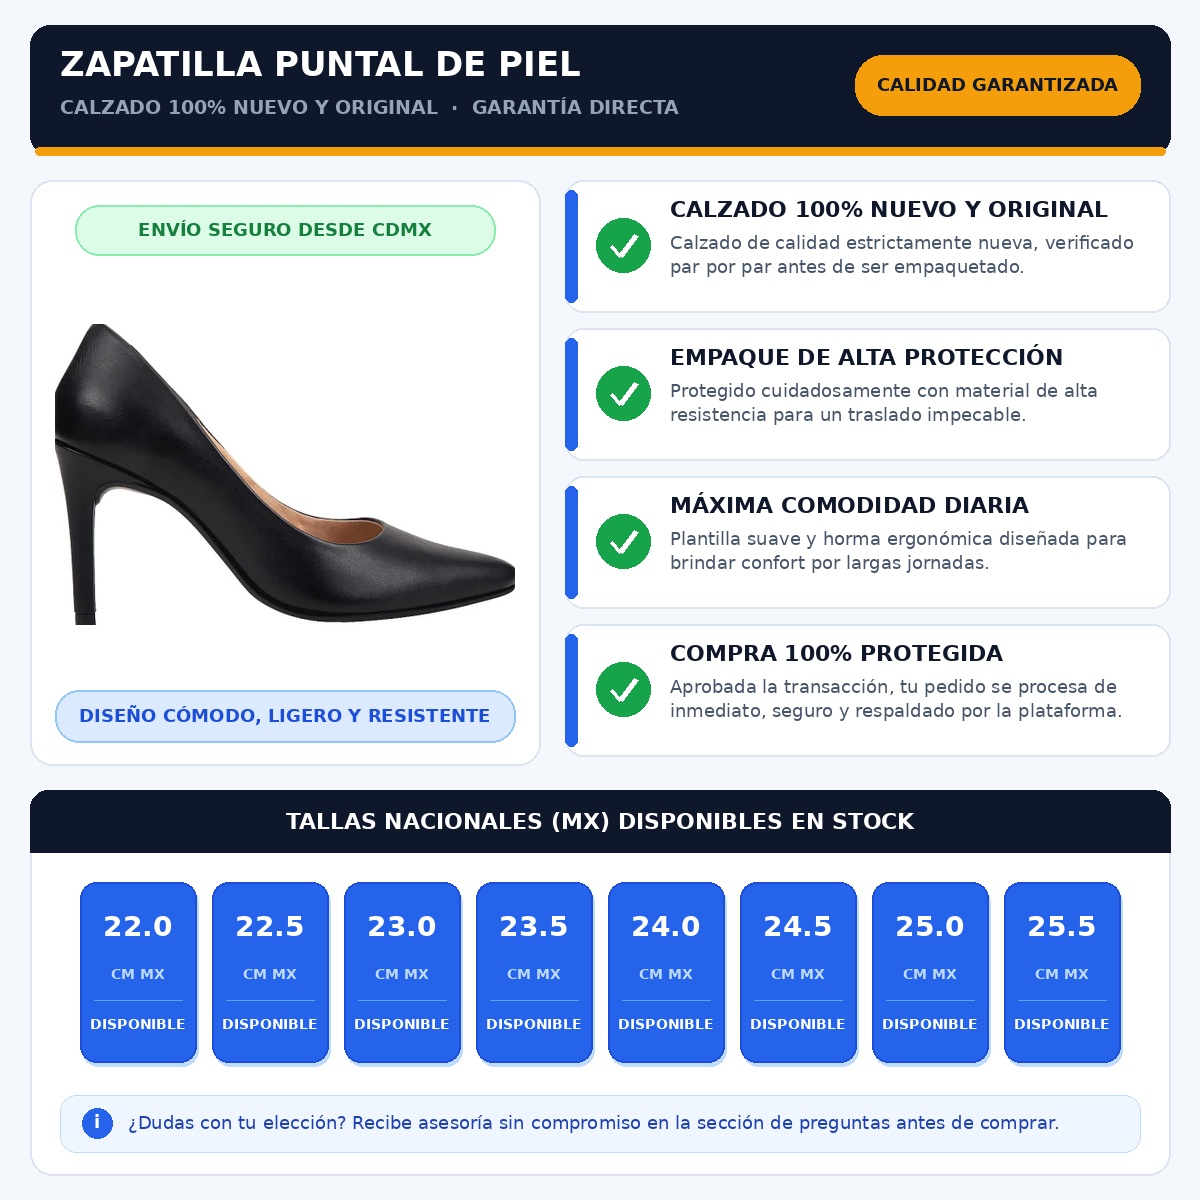 ZAPATILLA PUNTAL DE PIEL
CALZADO 100% NUEVO Y ORIGINAL · GARANTÍA DIRECTA
CALIDAD GARANTIZADA
ENVÍO SEGURO DESDE CDMX
DISEÑO CÓMODO, LIGERO Y RESISTENTE
CALZADO 100% NUEVO Y ORIGINAL
Calzado de calidad estrictamente nueva, verificado
par por par antes de ser empaquetado.
EMPAQUE DE ALTA PROTECCIÓN
Protegido cuidadosamente con material de alta
resistencia para un traslado impecable.
MÁXIMA COMODIDAD DIARIA
Plantilla suave y horma ergonómica diseñada para
brindar confort por largas jornadas.
COMPRA 100% PROTEGIDA
Aprobada la transacción, tu pedido se procesa de
inmediato, seguro y respaldado por la plataforma.
TALLAS NACIONALES (MX) DISPONIBLES EN STOCK
22.0 22.5 23.0 23.5 24.0 24.5 25.0 25.5
CM MX CM MX CM MX CM MX CM MX CM MX CM MX CM MX
DISPONIBLE DISPONIBLE DISPONIBLE DISPONIBLE DISPONIBLE DISPONIBLE DISPONIBLE DISPONIBLE
i ¿Dudas con tu elección? Recibe asesoría sin compromiso en la sección de preguntas antes de comprar.